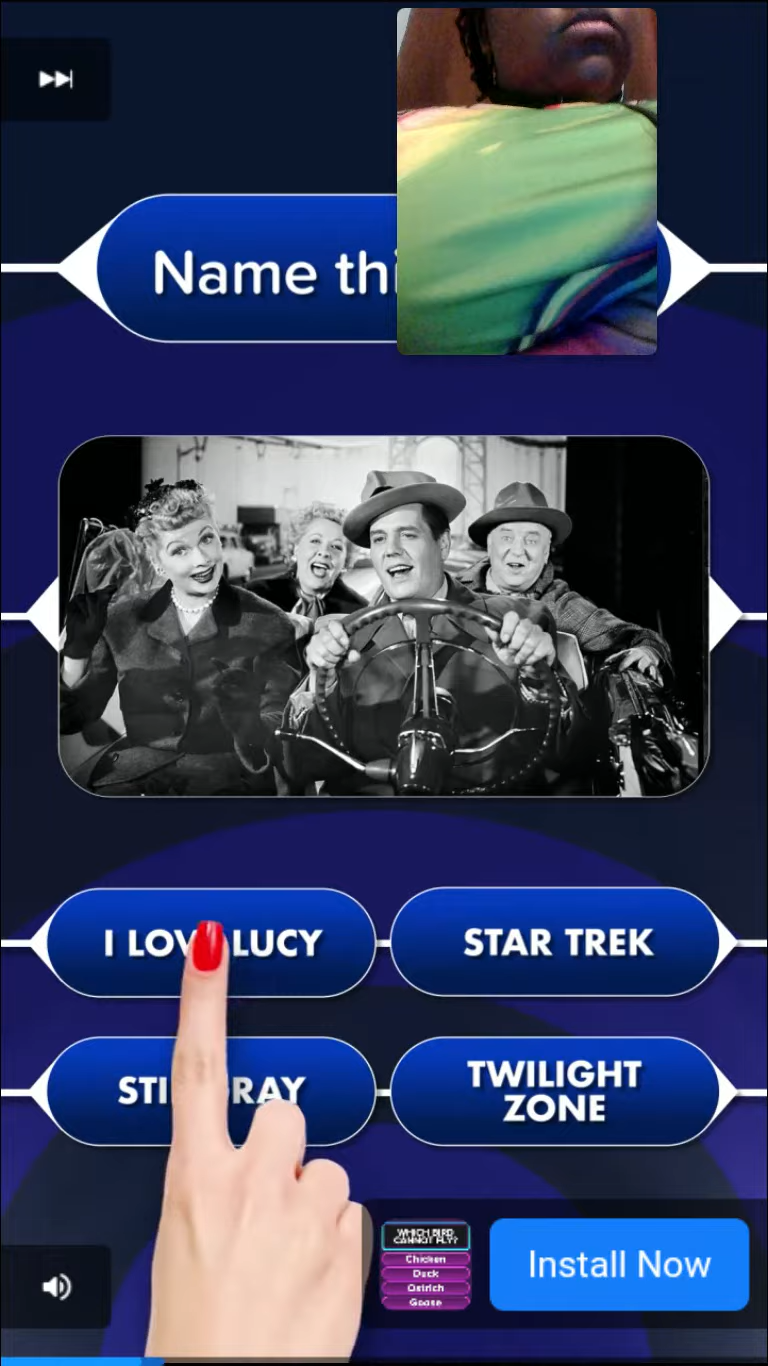 Name thi
I LOV LUCY
STAR TREK
STI RAY
TWILIGHT
ZONE
WHICH BIRD
CANNOT FLY?
Chicken
Duck
Ostrich
Goose
Install Now